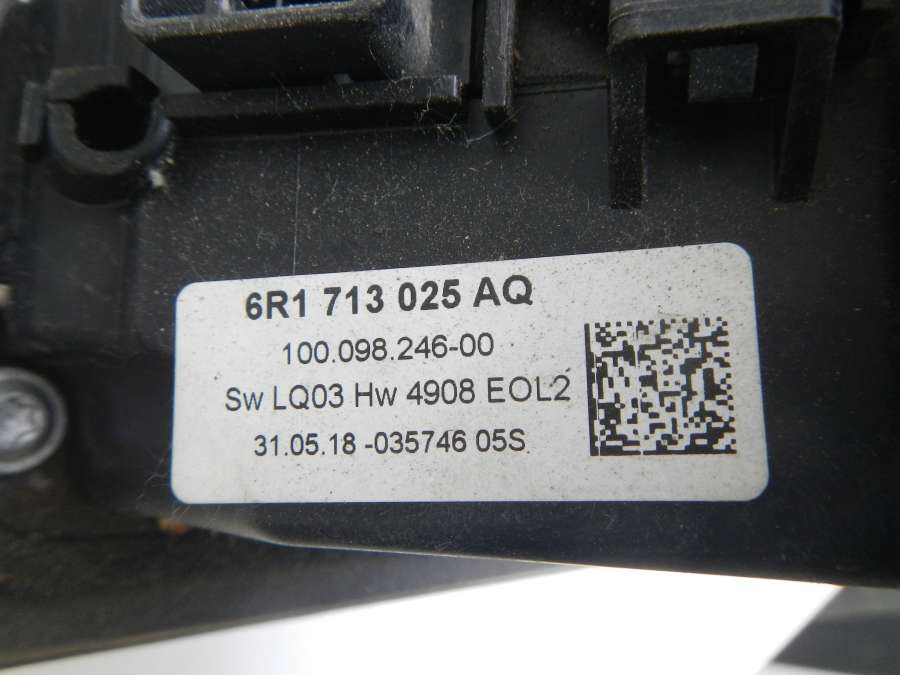 6R1 713 025 AQ
100.098.246-00
Sw LQ03 Hw 4908 EOL2
31.05.18 -035746 05S